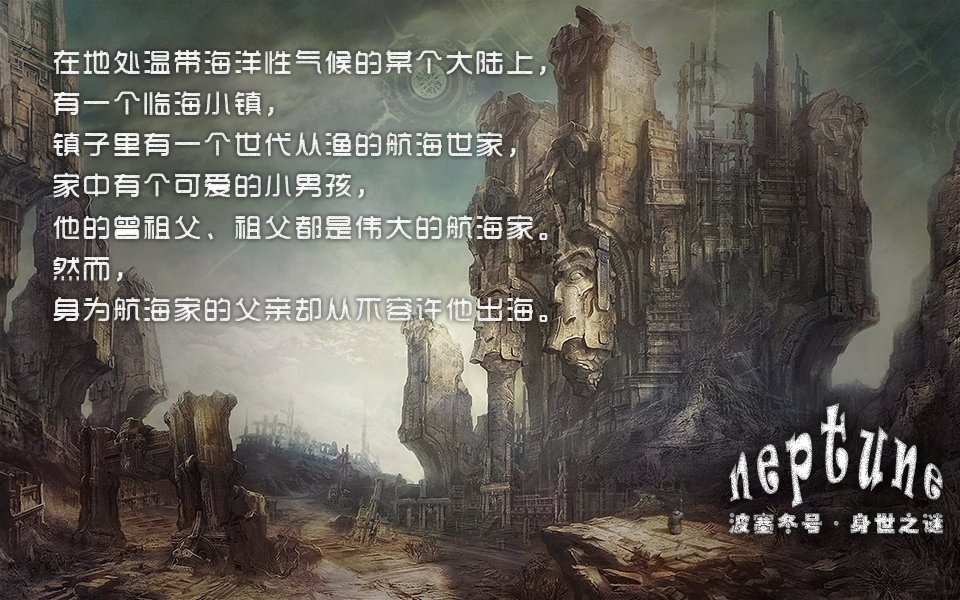 在地处温带海洋性气候的某个大陆上，
有一个临海小镇，
镇子里有一个世代从渔的航海世家，
家中有个可爱的小男孩，
他的曾祖父、祖父都是伟大的航海家。
然而，
身为航海家的父亲却从不容许他出海。
neptune
波塞冬号·身世之谜